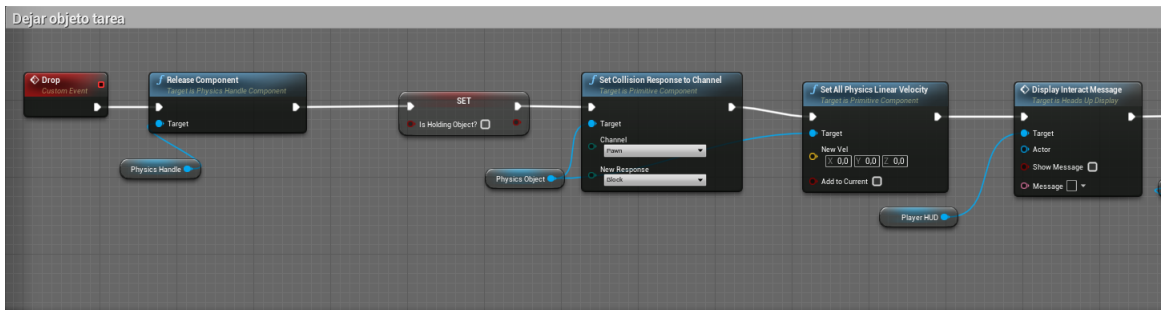 Dejar objeto tarea
Drop
Custom Event
Release Component
Target is Physics Handle Component
Target
Physics Handle
SET
Is Holding Object?
Physics Object
Set Collision Response to Channel
Target is Primitive Component
Target
Channel
Pawn
New Response
Block
Set All Physics Linear Velocity
Target is Primitive Component
Target
New Vel
X 0,0 Y 0,0 Z 0,0
Add to Current
Player HUD
Display Interact Message
Target is Heads Up Display
Target
Actor
Show Message
Message